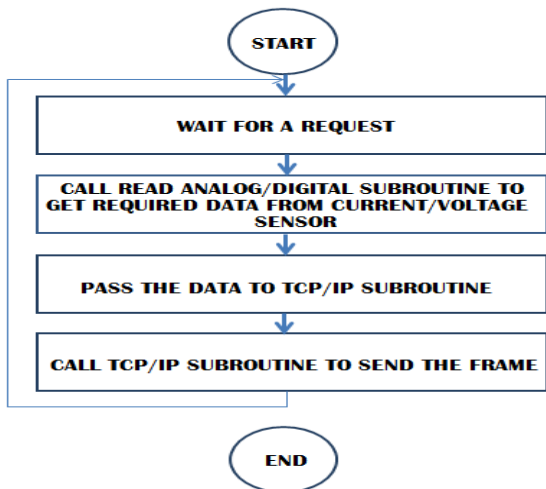 START
WAIT FOR A REQUEST
CALL READ ANALOG/DIGITAL SUBROUTINE TO
GET REQUIRED DATA FROM CURRENT/VOLTAGE
SENSOR
PASS THE DATA TO TCP/IP SUBROUTINE
CALL TCP/IP SUBROUTINE TO SEND THE FRAME
END